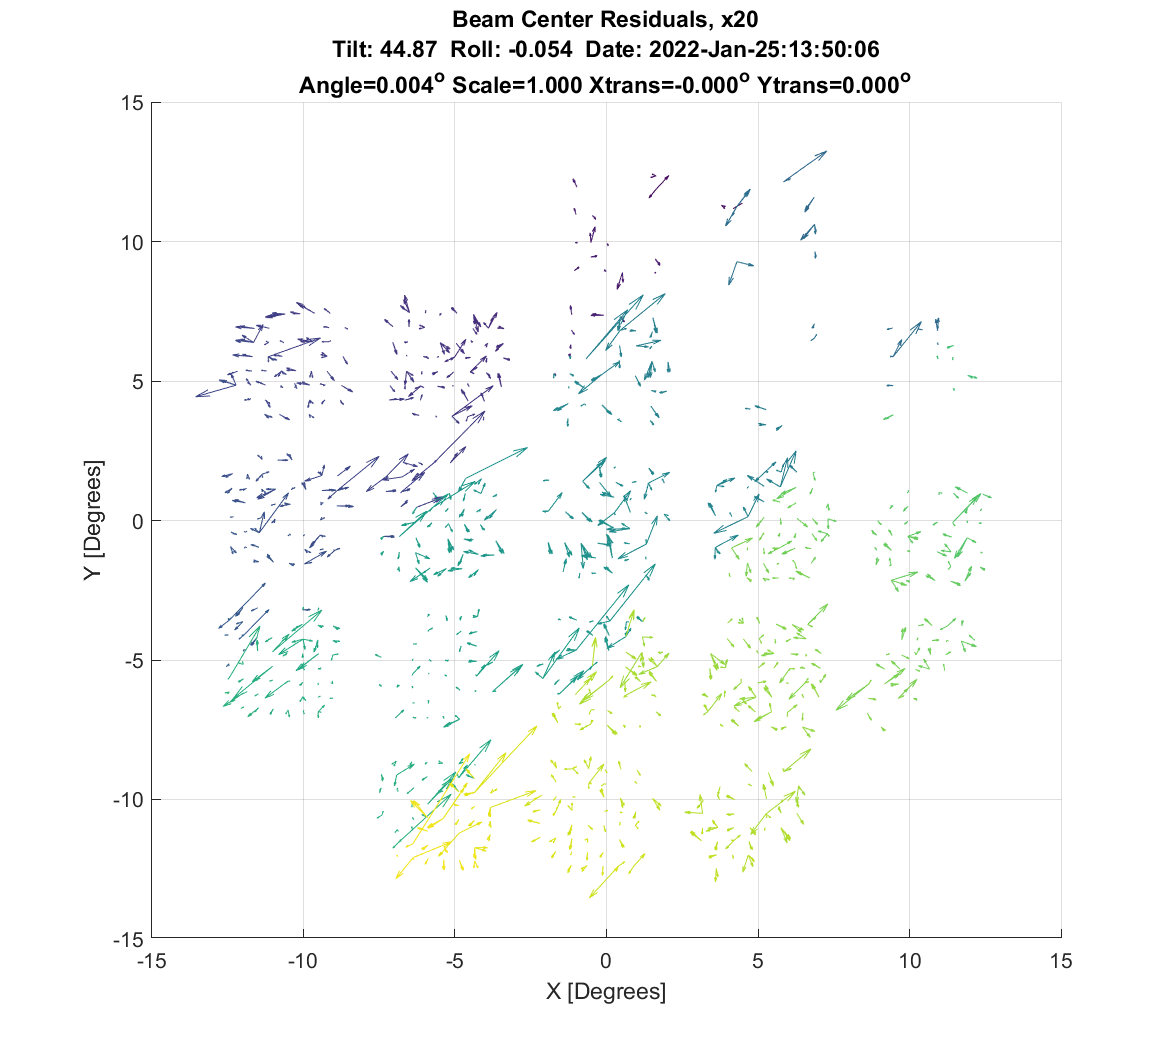 Beam Center Residuals, x20
Tilt: 44.87 Roll: -0.054 Date: 2022-Jan-25:13:50:06
Angle=0.004° Scale=1.000 Xtrans=-0.000° Ytrans=0.000°
15
10
5
0
-5
-10
-15
Y [Degrees]
-15 -10 -5 0 5 10 15
X [Degrees]